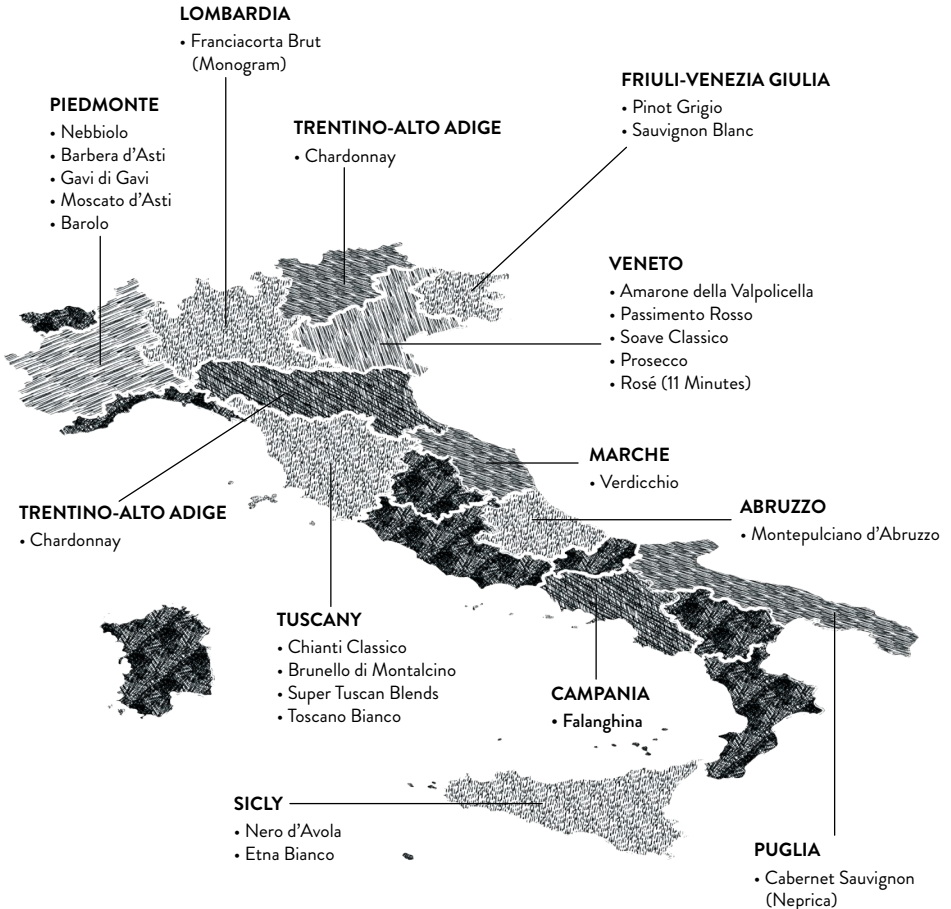 LOMBARDIA
• Franciacorta Brut
(Monogram)
PIEDMONTE
• Nebbiolo
• Barbera d’Asti
• Gavi di Gavi
• Moscato d’Asti
• Barolo
TRENTINO-ALTO ADIGE
• Chardonnay
FRIULI-VENEZIA GIULIA
• Pinot Grigio
• Sauvignon Blanc
VENETO
• Amarone della Valpolicella
• Passimento Rosso
• Soave Classico
• Prosecco
• Rosé (11 Minutes)
MARCHE
• Verdicchio
ABRUZZO
• Montepulciano d’Abruzzo
TRENTINO-ALTO ADIGE
• Chardonnay
TUSCANY
• Chianti Classico
• Brunello di Montalcino
• Super Tuscan Blends
• Toscano Bianco
CAMPANIA
• Falanghina
SICLY
• Nero d’Avola
• Etna Bianco
PUGLIA
• Cabernet Sauvignon
(Neprica)